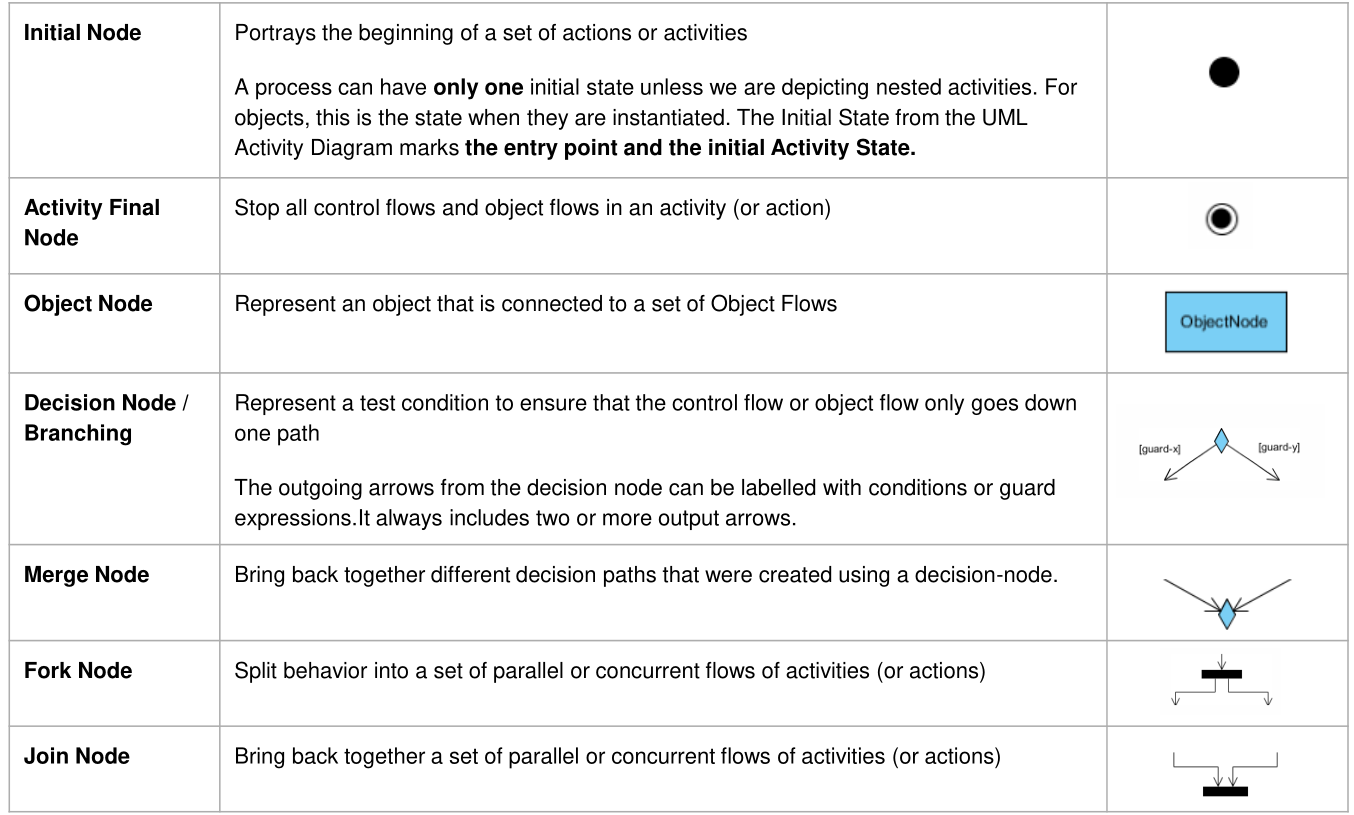 Initial Node
Portrays the beginning of a set of actions or activities
A process can have only one initial state unless we are depicting nested activities. For
objects, this is the state when they are instantiated. The Initial State from the UML
Activity Diagram marks the entry point and the initial Activity State.
Activity Final
Node
Stop all control flows and object flows in an activity (or action)
Object Node
Represent an object that is connected to a set of Object Flows
ObjectNode
Decision Node /
Branching
Represent a test condition to ensure that the control flow or object flow only goes down
one path
The outgoing arrows from the decision node can be labelled with conditions or guard
expressions.It always includes two or more output arrows.
[guard-x]
[guard-y]
Merge Node
Bring back together different decision paths that were created using a decision-node.
Fork Node
Split behavior into a set of parallel or concurrent flows of activities (or actions)
Join Node
Bring back together a set of parallel or concurrent flows of activities (or actions)